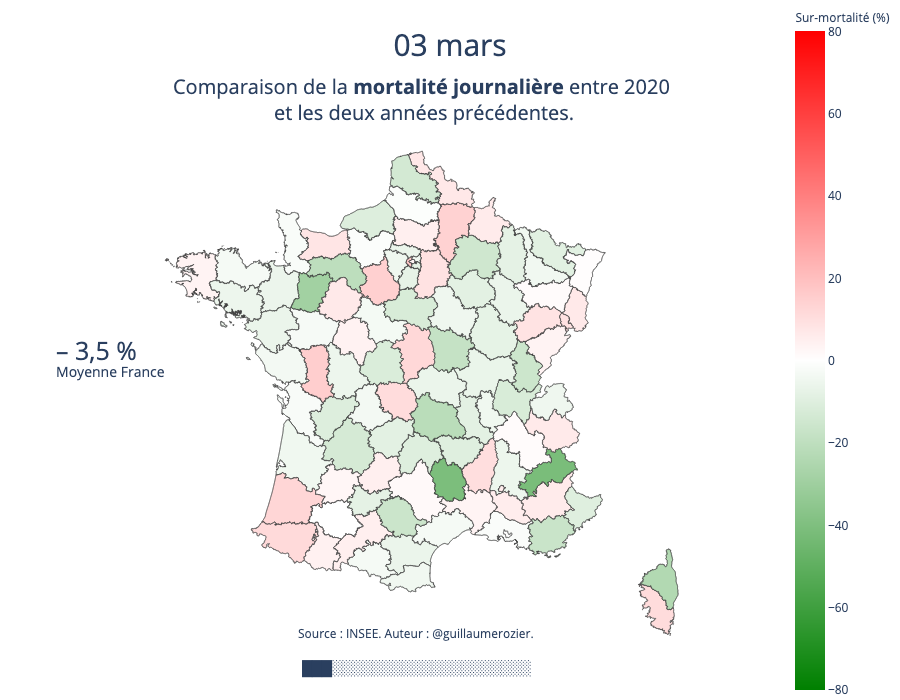 Sur-mortalité (%)
03 mars
Comparaison de la mortalité journalière entre 2020
et les deux années précédentes.
80
60
40
20
0
−20
−40
−60
−80
– 3,5 %
Moyenne France
Source : INSEE. Auteur : @guillaumerozier.